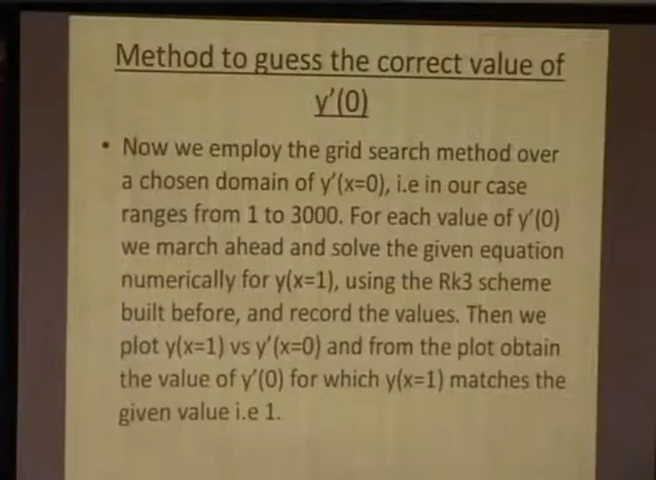 Method to guess the correct value of
y'(0)
• Now we employ the grid search method over
a chosen domain of y'(x=0), i.e in our case
ranges from 1 to 3000. For each value of y'(0)
we march ahead and solve the given equation
numerically for y(x=1), using the Rk3 scheme
built before, and record the values. Then we
plot y(x=1) vs y'(x=0) and from the plot obtain
the value of y'(0) for which y(x=1) matches the
given value i.e 1.